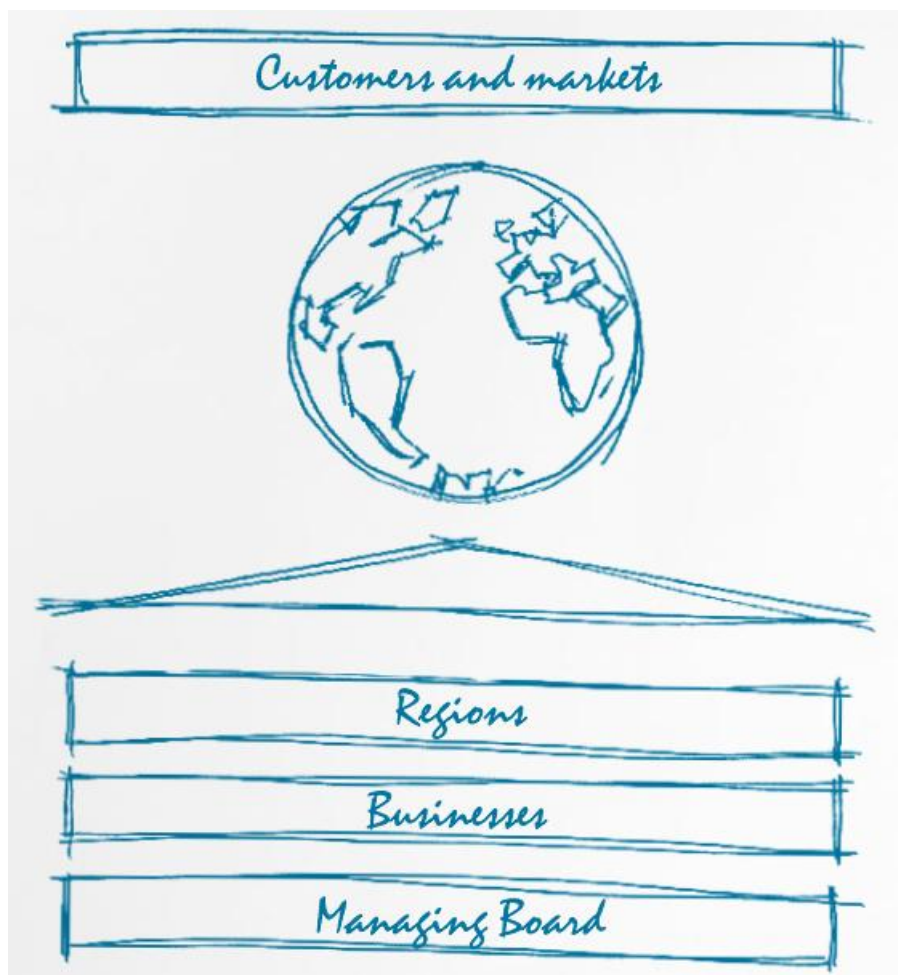 Customers and markets
Regions
Businesses
Managing Board